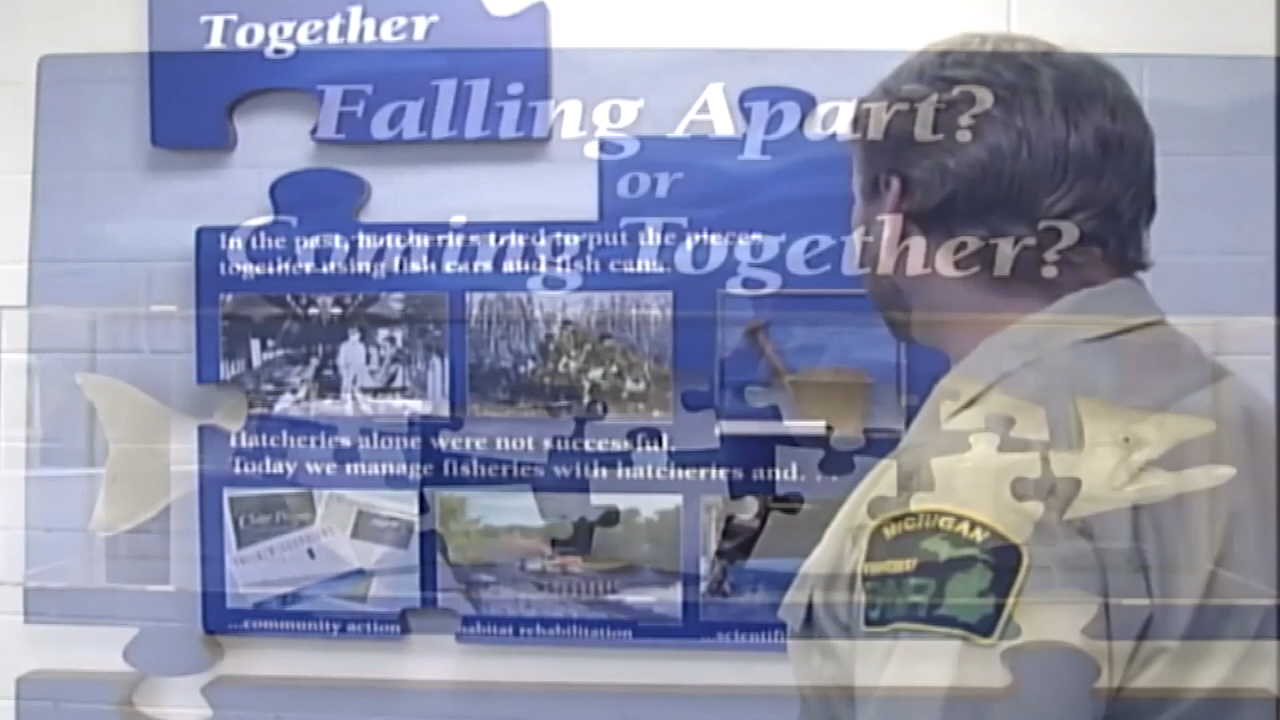 Together
Falling Apart?
or
Coming Together?
In the past, hatcheries tried to put the pieces
together using fish cars and fish cans.
Hatcheries alone were not successful.
Today we manage fisheries with hatcheries and. . .
...community action
habitat rehabilitation
...scientifi
MICHIGAN
DNR